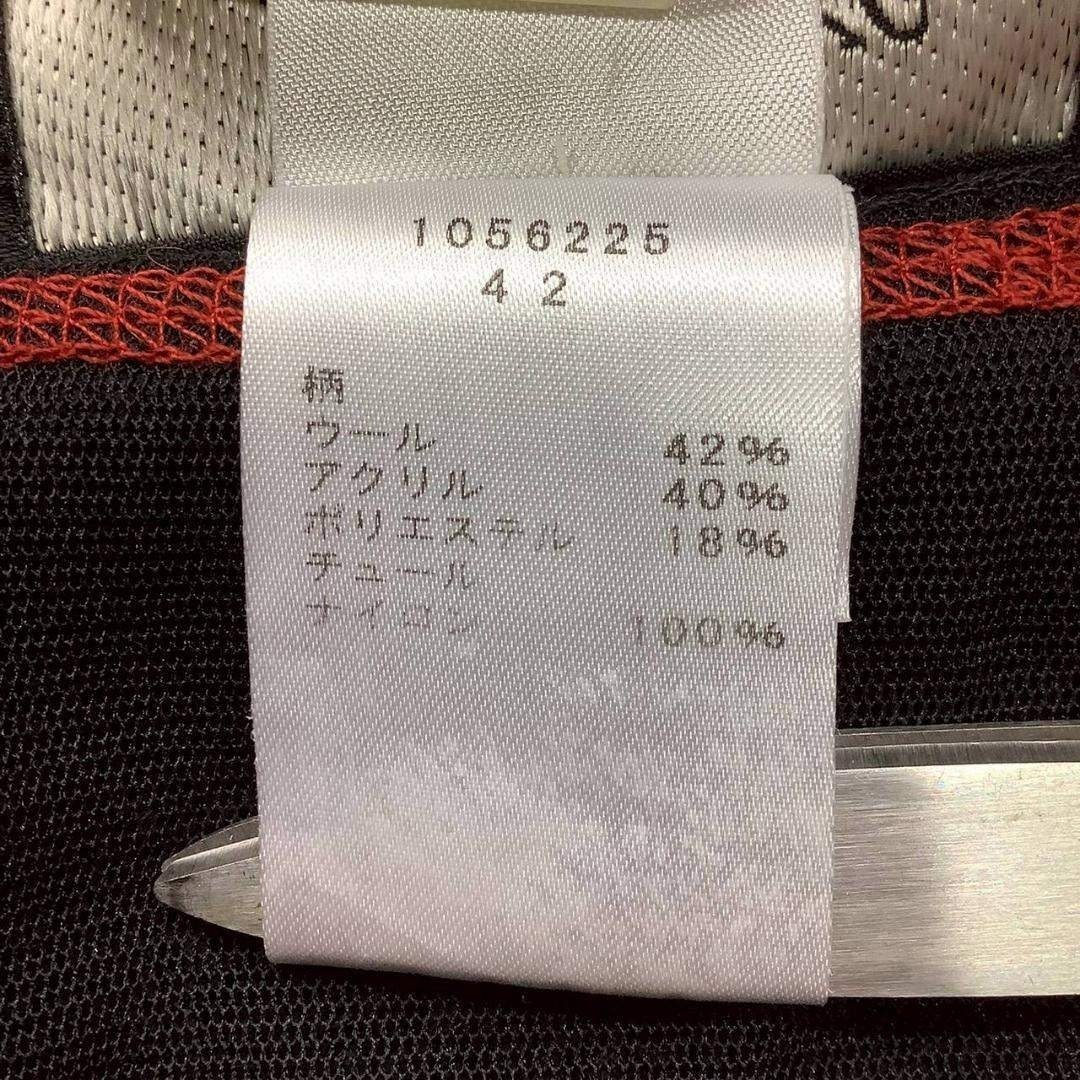 1056225
42
柄
ウール 42%
アクリル 40%
ポリエステル 18%
チュール
ナイロン 100%